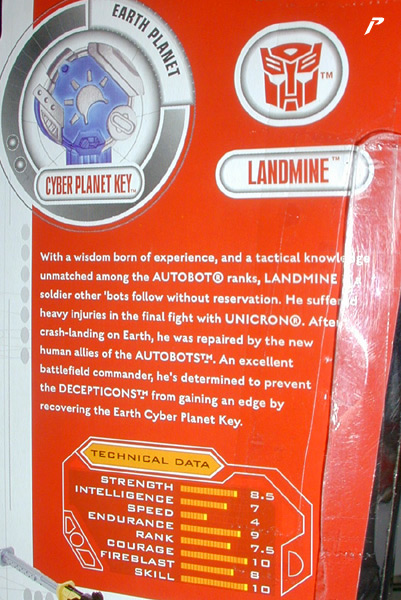 EARTH PLANET
P
TM
CYBER PLANET KEY™
LANDMINE™
With a wisdom born of experience, and a tactical knowledge
unmatched among the AUTOBOT® ranks, LANDMINE
soldier other 'bots follow without reservation. He suffered
heavy injuries in the final fight with UNICRON®. After
crash-landing on Earth, he was repaired by the new
human allies of the AUTOBOTS™. An excellent
battlefield commander, he's determined to prevent
the DECEPTICONS™ from gaining an edge by
recovering the Earth Cyber Planet Key.
TECHNICAL DATA
STRENGTH 8.5
INTELLIGENCE 7
SPEED 4
ENDURANCE 9
RANK 7.5
COURAGE 10
FIREBLAST 8
SKILL 10